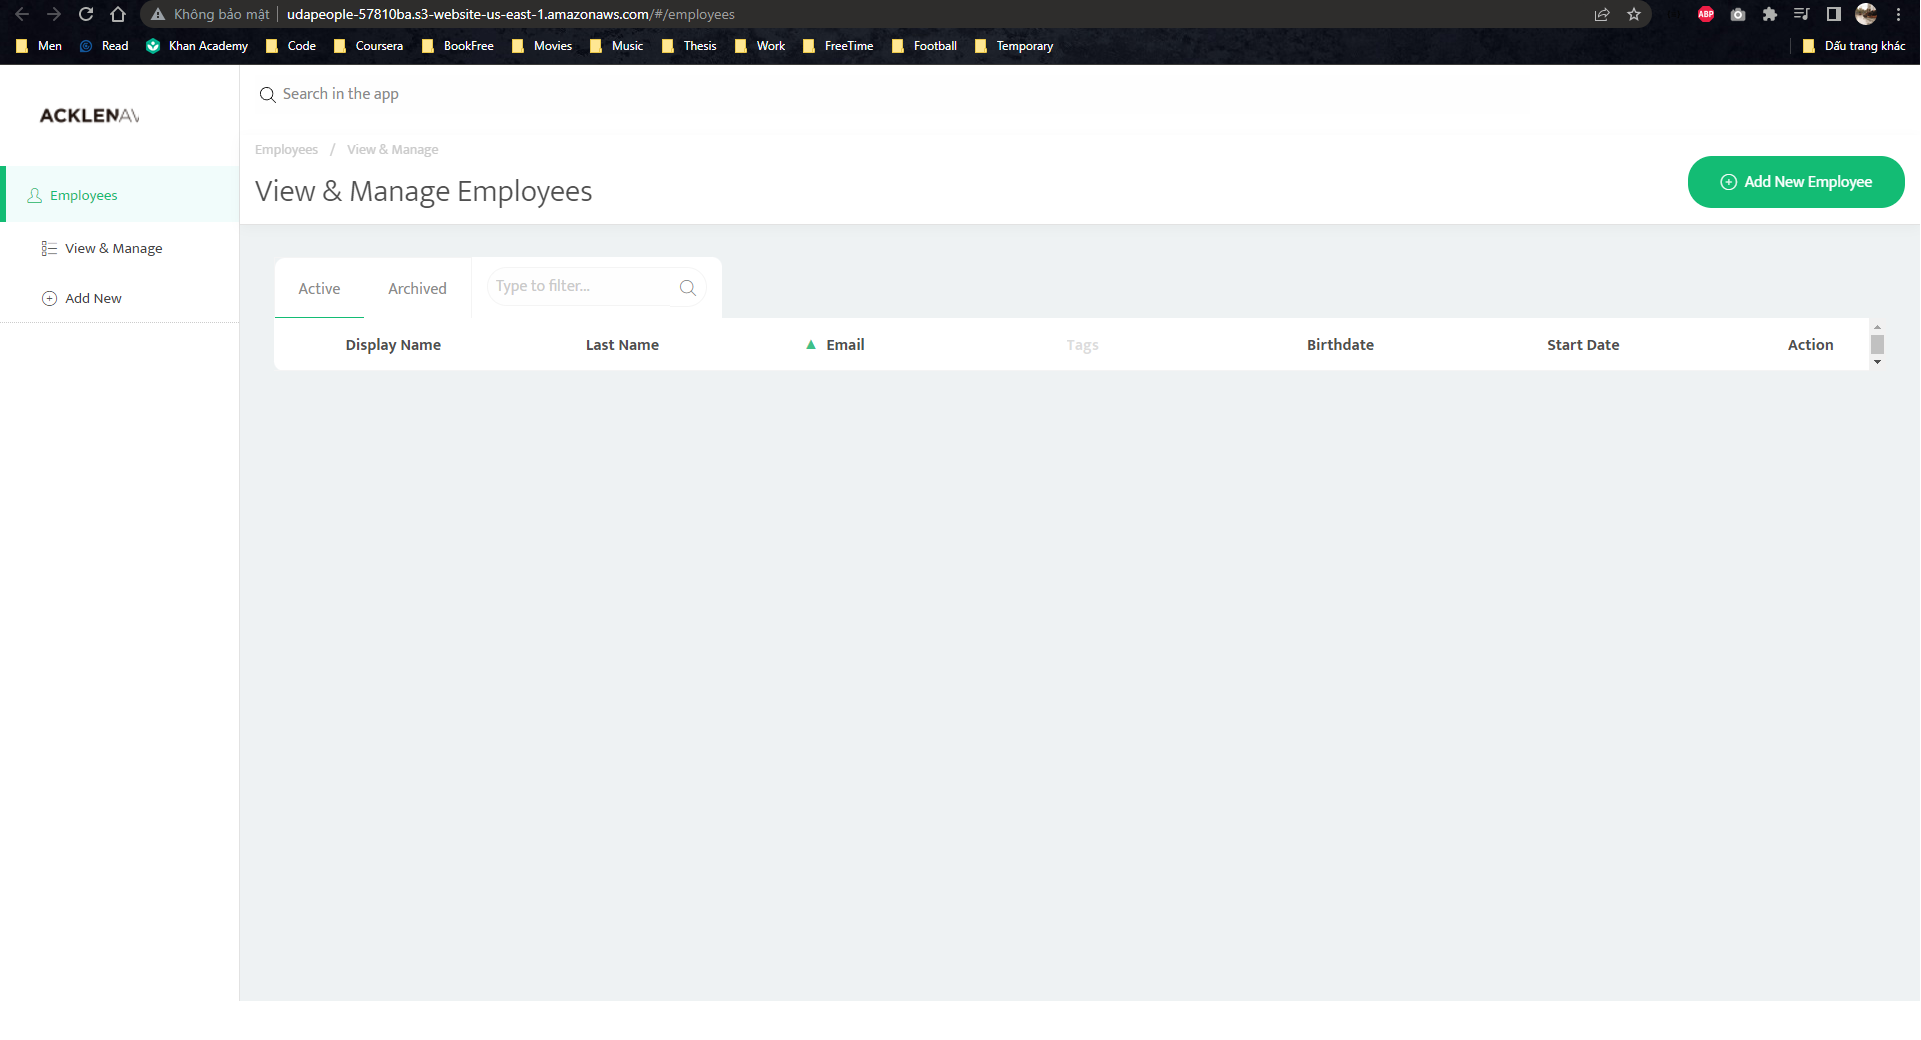 Không bảo mật udapeople-57810ba.s3-website-us-east-1.amazonaws.com/#/employees ABP
Men Read Khan Academy Code Coursera BookFree Movies Music Thesis Work FreeTime Football Temporary Dấu trang khác
Search in the app
ACKLENAV
Employees / View & Manage
View & Manage Employees
Add New Employee
Employees
View & Manage
Add New
Active Archived Type to filter...
Display Name Last Name ▲ Email Tags Birthdate Start Date Action